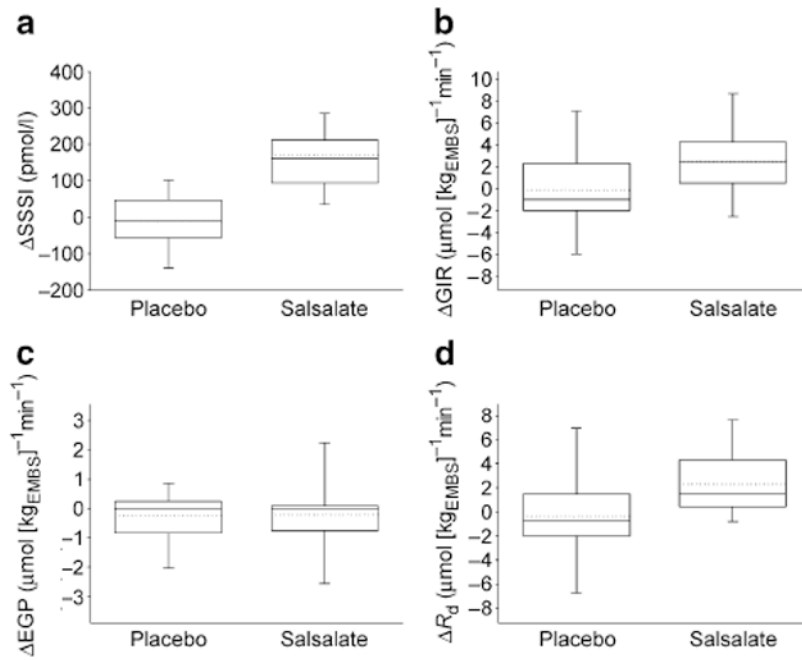 a
ΔSSSI (pmol/l)
400
300
200
100
0
−100
−200
Placebo Salsalate
b
ΔGIR (μmol [kgEMBS]−1min−1)
10
8
6
4
2
0
−2
−4
−6
−8
Placebo Salsalate
c
ΔEGP (μmol [kgEMBS]−1min−1)
3
2
1
0
−1
−2
−3
Placebo Salsalate
d
ΔRd (μmol [kgEMBS]−1min−1)
8
6
4
2
0
−2
−4
−6
−8
Placebo Salsalate